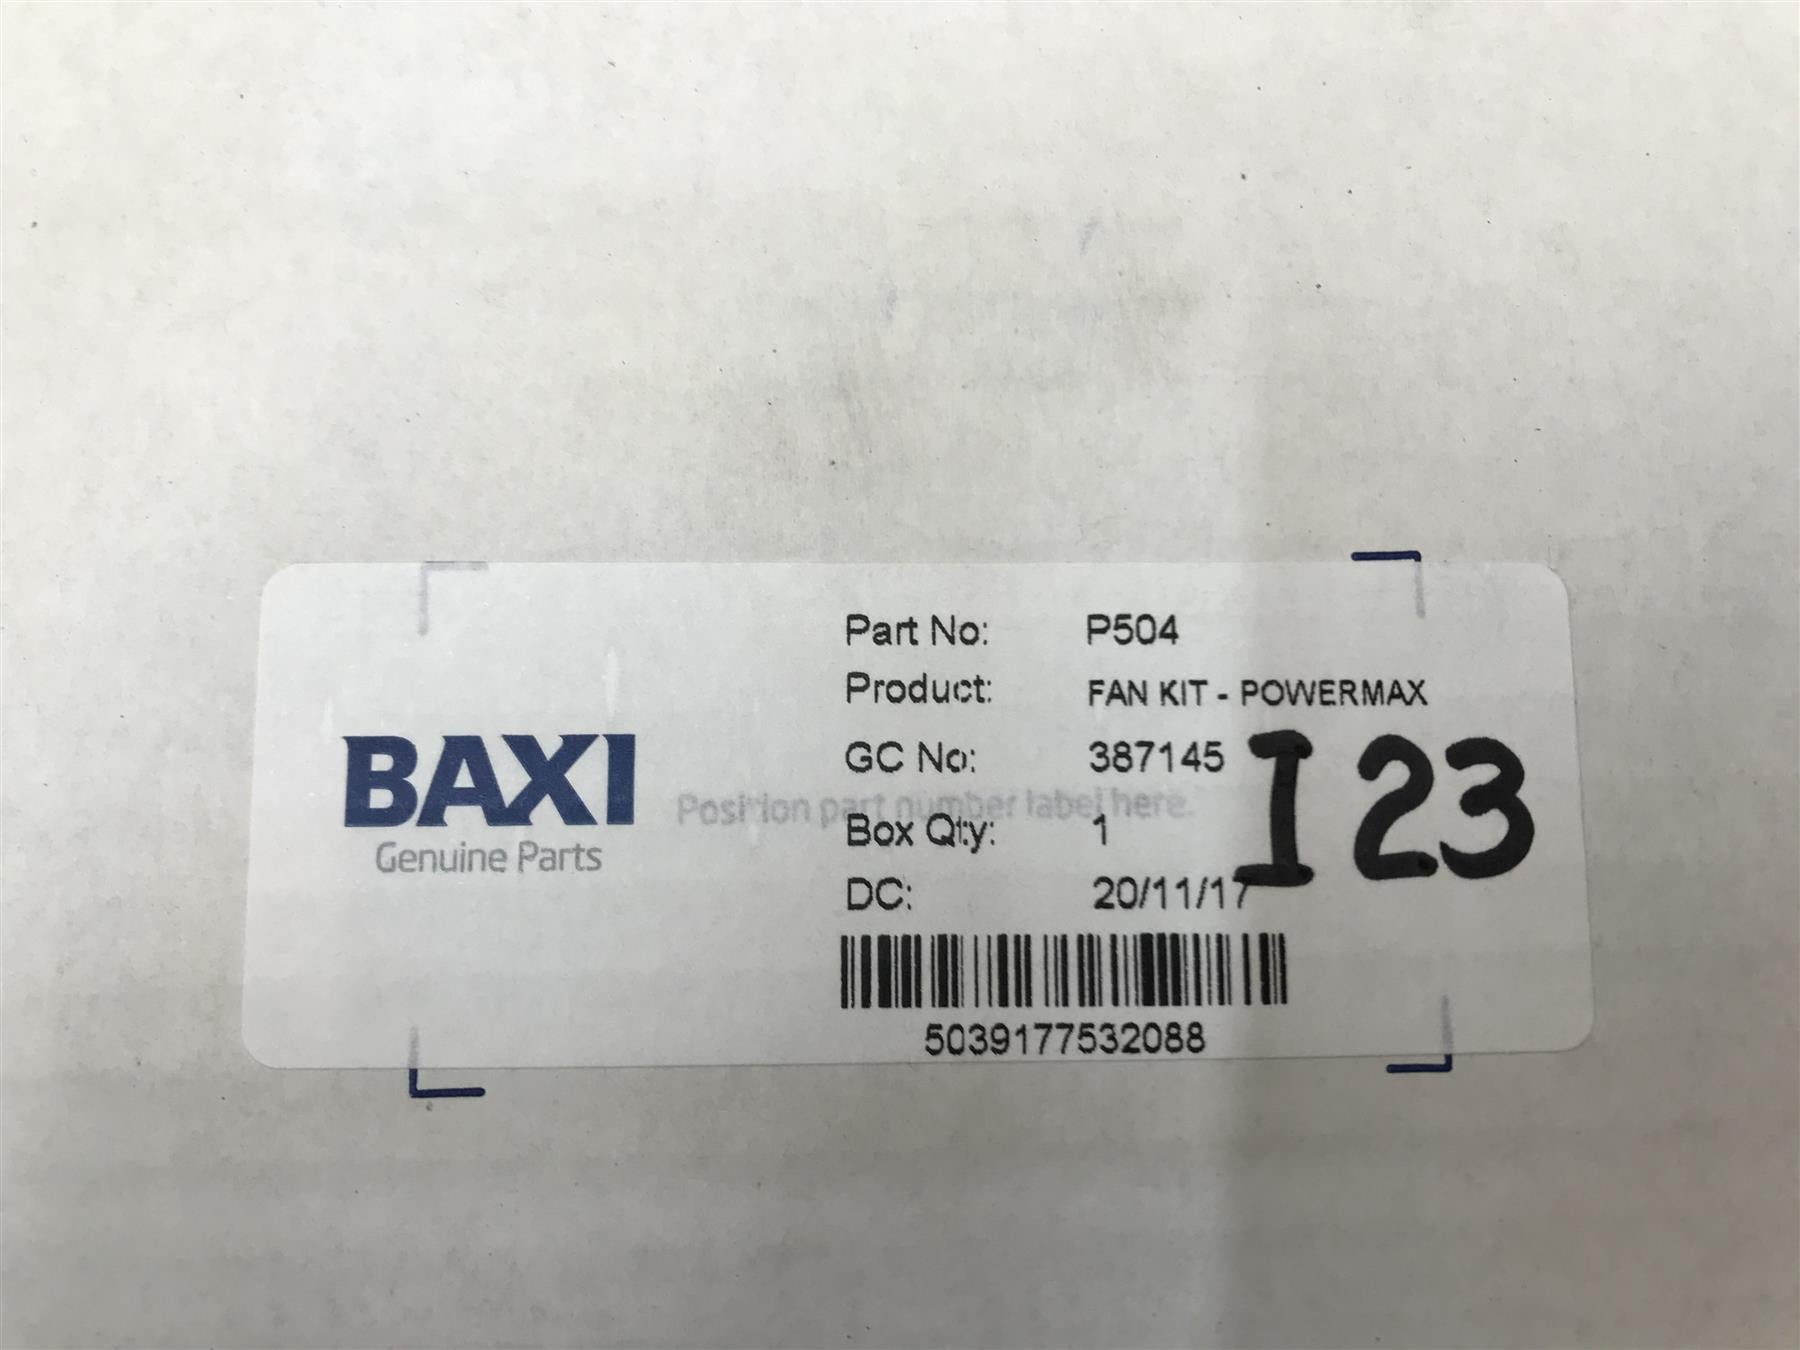 BAXI
Genuine Parts
Part No: P504
Product: FAN KIT - POWERMAX
GC No: 387145
I 23
Position part number label here.
Box Qty: 1
DC: 20/11/17
5039177532088